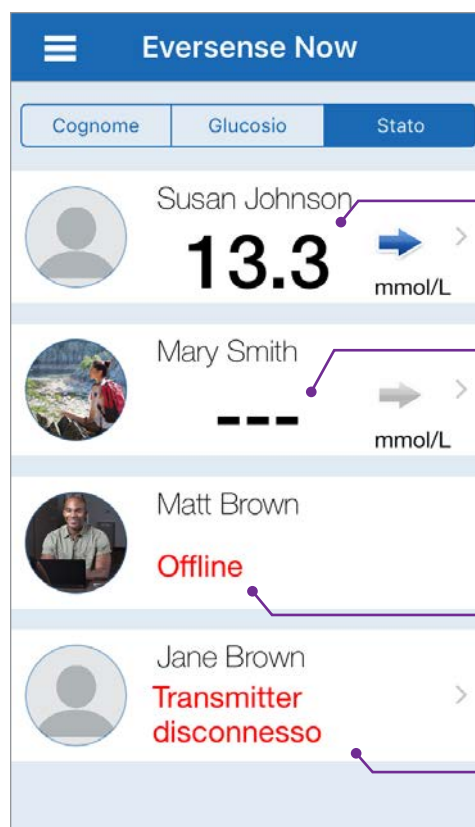 Eversense Now
Cognome Glucosio Stato
Susan Johnson
13.3
mmol/L
Mary Smith
---
mmol/L
Matt Brown
Offline
Jane Brown
Transmitter
disconnesso